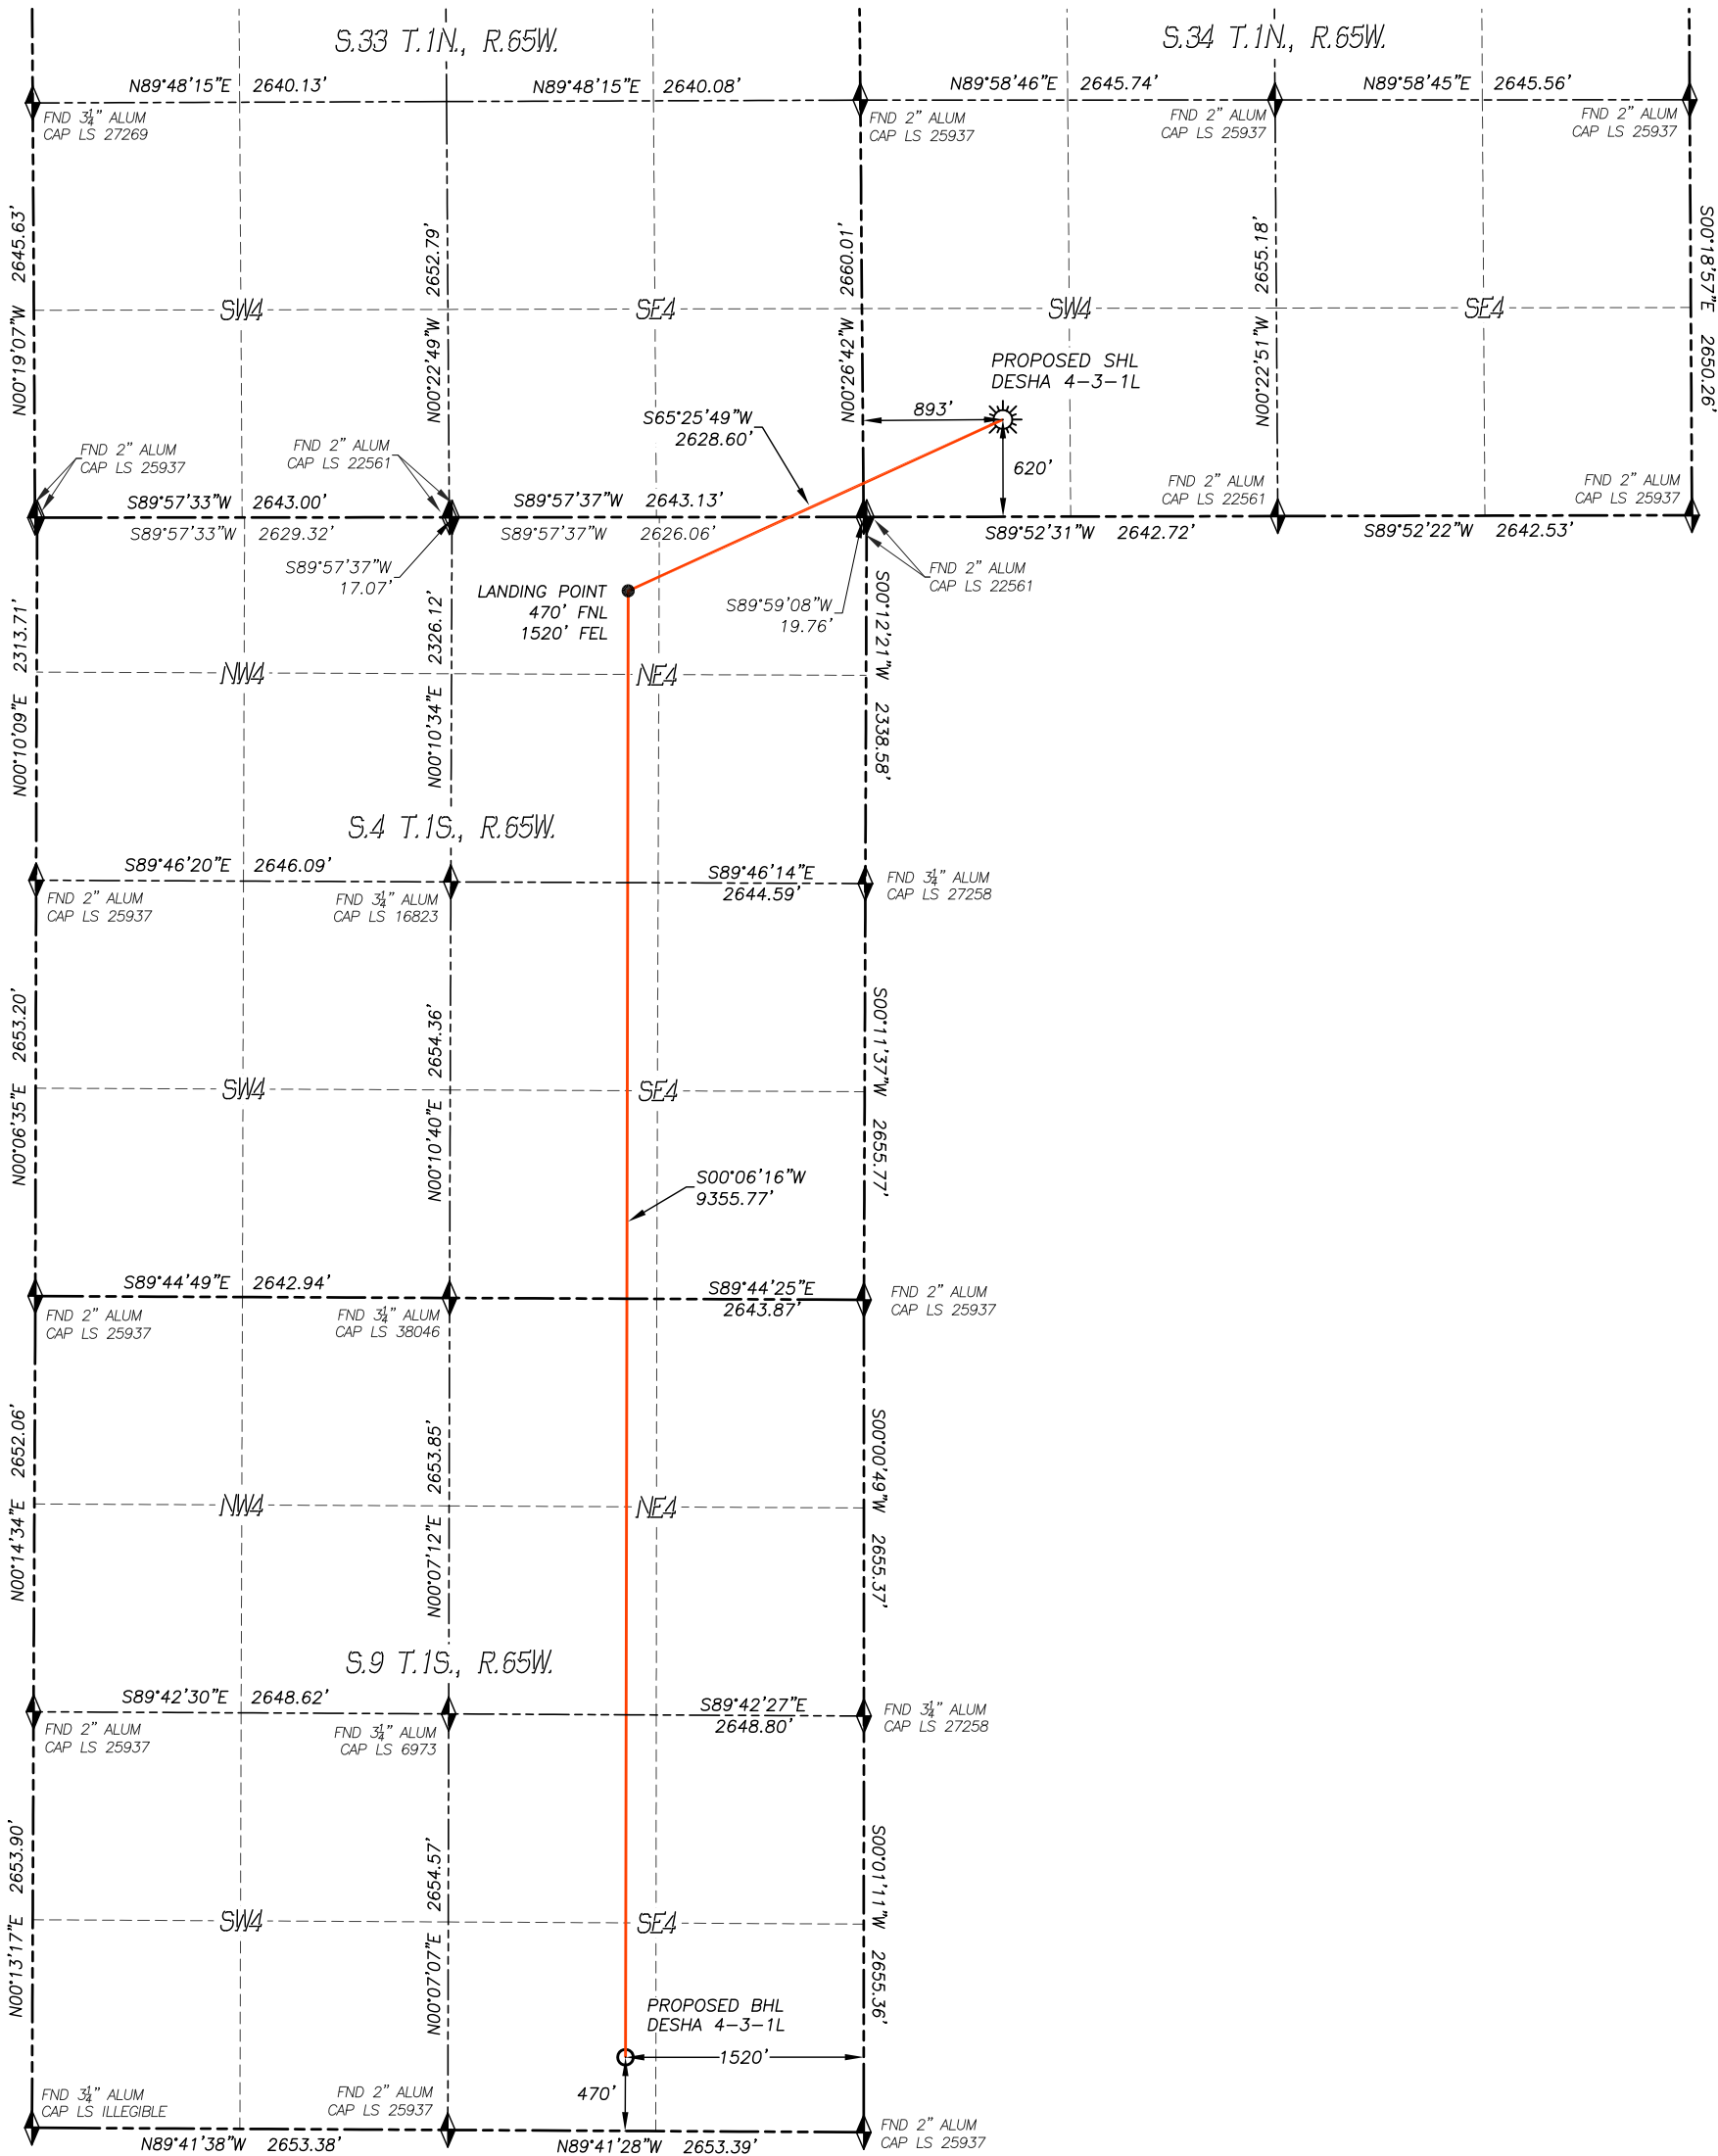 S.33 T.1N., R.65W.
S.34 T.1N., R.65W.
N89°48'15"E 2640.13'
N89°48'15"E 2640.08'
N89°58'46"E 2645.74'
N89°58'45"E 2645.56'
FND 3¼" ALUM
CAP LS 27269
FND 2" ALUM
CAP LS 25937
FND 2" ALUM
CAP LS 25937
FND 2" ALUM
CAP LS 25937
N00°19'07"W 2645.63'
N00°22'49"W 2652.79'
N00°26'42"W 2660.01'
N00°22'51"W 2655.18'
S00°18'57"E 2650.26'
SW4
SE4
SW4
SE4
PROPOSED SHL
DESHA 4-3-1L
893'
620'
S65°25'49"W
2628.60'
FND 2" ALUM
CAP LS 25937
FND 2" ALUM
CAP LS 22561
FND 2" ALUM
CAP LS 22561
FND 2" ALUM
CAP LS 25937
S89°57'33"W 2643.00'
S89°57'37"W 2643.13'
S89°57'33"W 2629.32'
S89°57'37"W 2626.06'
S89°52'31"W 2642.72'
S89°52'22"W 2642.53'
S89°57'37"W
17.07'
FND 2" ALUM
CAP LS 22561
LANDING POINT
470' FNL
1520' FEL
S89°59'08"W
19.76'
N00°10'09"E 2313.71'
N00°10'34"E 2326.12'
S00°12'21"W 2338.58'
NW4
NE4
S.4 T.1S., R.65W.
S89°46'20"E 2646.09'
S89°46'14"E
2644.59'
FND 2" ALUM
CAP LS 25937
FND 3¼" ALUM
CAP LS 16823
FND 3¼" ALUM
CAP LS 27258
N00°06'35"E 2653.20'
N00°10'40"E 2654.36'
S00°11'37"W 2655.77'
SW4
SE4
S00°06'16"W
9355.77'
S89°44'49"E 2642.94'
S89°44'25"E
2643.87'
FND 2" ALUM
CAP LS 25937
FND 3¼" ALUM
CAP LS 38046
FND 2" ALUM
CAP LS 25937
N00°14'34"E 2652.06'
N00°07'12"E 2653.85'
S00°00'49"W 2655.37'
NW4
NE4
S.9 T.1S., R.65W.
S89°42'30"E 2648.62'
S89°42'27"E
2648.80'
FND 2" ALUM
CAP LS 25937
FND 3¼" ALUM
CAP LS 6973
FND 3¼" ALUM
CAP LS 27258
N00°13'17"E 2653.90'
N00°07'07"E 2654.57'
S00°01'11"W 2655.36'
SW4
SE4
PROPOSED BHL
DESHA 4-3-1L
1520'
470'
FND 3¼" ALUM
CAP LS ILLEGIBLE
FND 2" ALUM
CAP LS 25937
FND 2" ALUM
CAP LS 25937
N89°41'38"W 2653.38'
N89°41'28"W 2653.39'